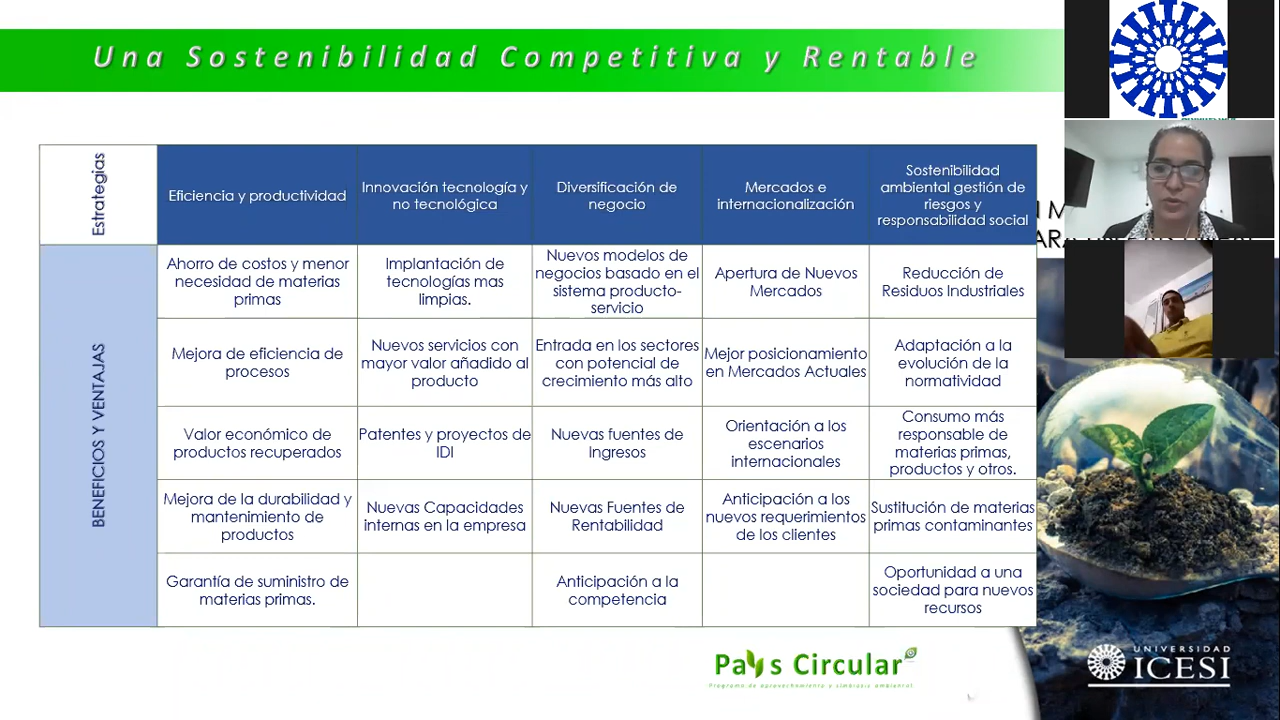 Una Sostenibilidad Competitiva y Rentable
Estrategias
Eficiencia y productividad
Innovación tecnología y
no tecnológica
Diversificación de
negocio
Mercados e
internacionalización
Sostenibilidad
ambiental gestión de
riesgos y
responsabilidad social
BENEFICIOS Y VENTAJAS
Ahorro de costos y menor
necesidad de materias
primas
Implantación de
tecnologías mas
limpias.
Nuevos modelos de
negocios basado en el
sistema producto-
servicio
Apertura de Nuevos
Mercados
Reducción de
Residuos Industriales
Mejora de eficiencia de
procesos
Nuevos servicios con
mayor valor añadido al
producto
Entrada en los sectores
con potencial de
crecimiento más alto
Mejor posicionamiento
en Mercados Actuales
Adaptación a la
evolución de la
normatividad
Valor económico de
productos recuperados
Patentes y proyectos de
IDI
Nuevas fuentes de
Ingresos
Orientación a los
escenarios
internacionales
Consumo más
responsable de
materias primas,
productos y otros.
Mejora de la durabilidad y
mantenimiento de
productos
Nuevas Capacidades
internas en la empresa
Nuevas Fuentes de
Rentabilidad
Anticipación a los
nuevos requerimientos
de los clientes
Sustitución de materias
primas contaminantes
Garantía de suministro de
materias primas.
Anticipación a la
competencia
Oportunidad a una
sociedad para nuevos
recursos
País Circular
Programa de aprovechamiento y simbiosis ambiental
UNIVERSIDAD
ICESI